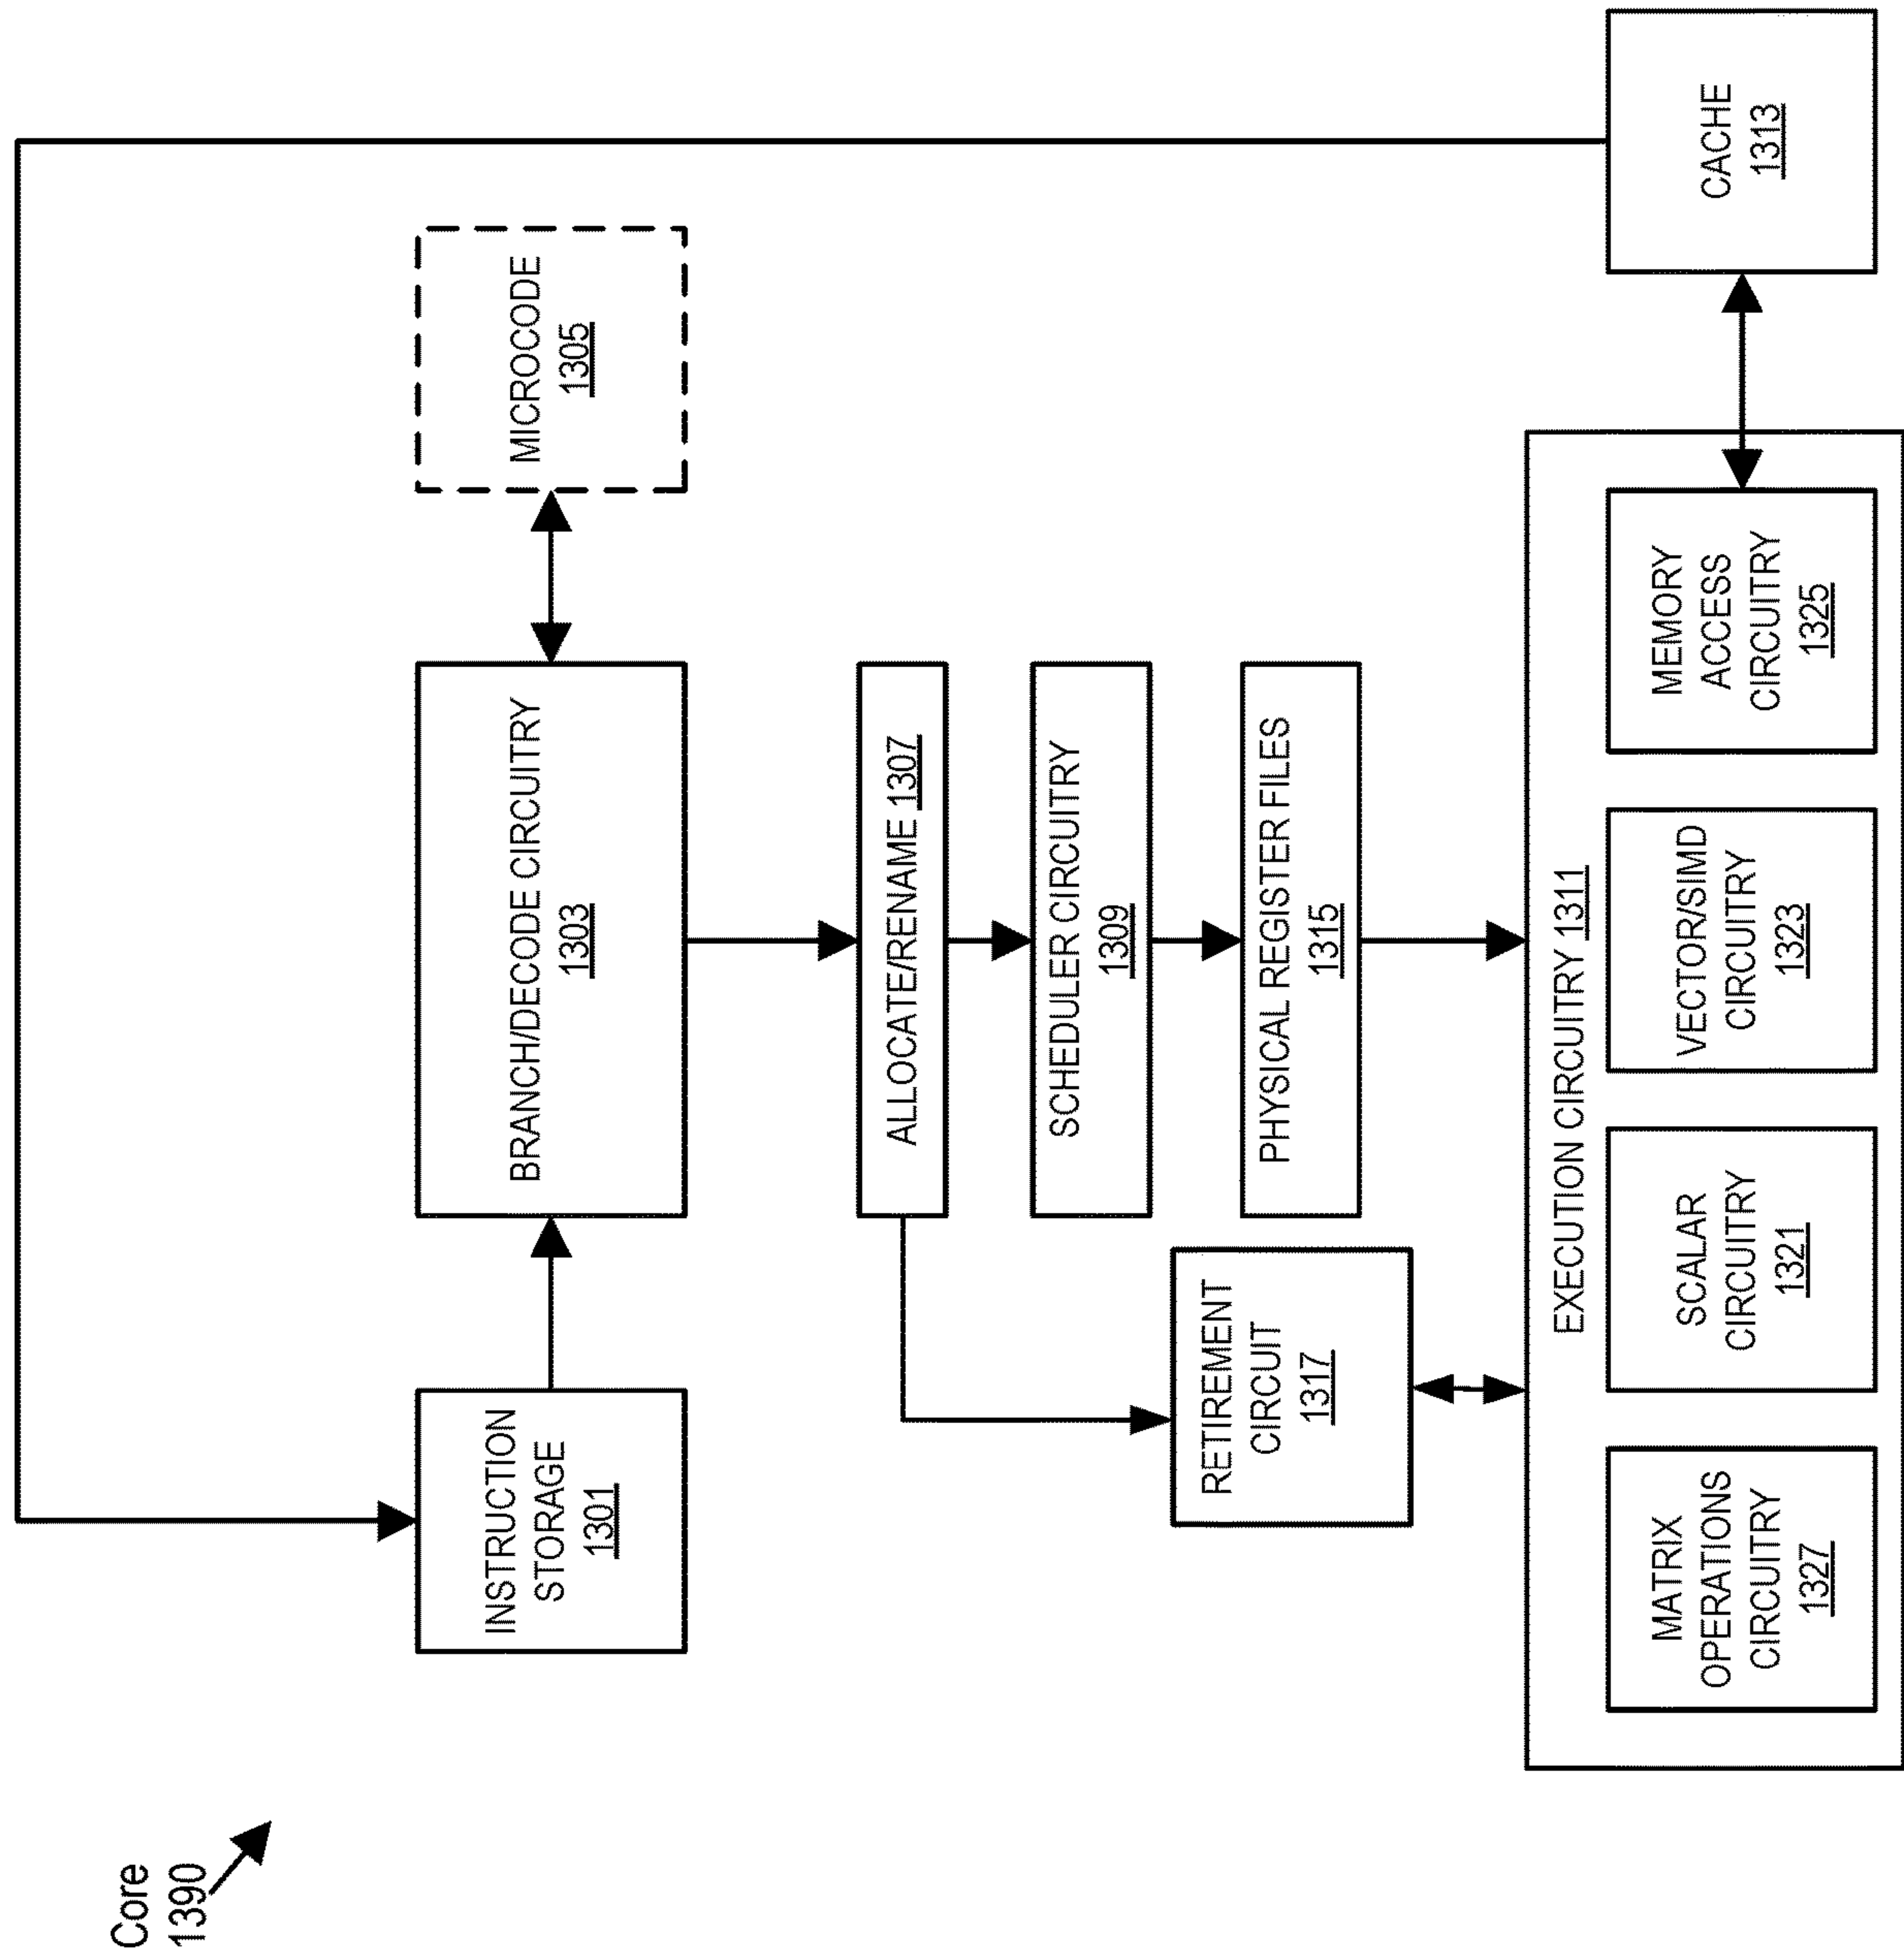 Core
1390
INSTRUCTION
STORAGE
1301
BRANCH/DECODE CIRCUITRY
1303
MICROCODE
1305
ALLOCATE/RENAME 1307
SCHEDULER CIRCUITRY
1309
PHYSICAL REGISTER FILES
1315
RETIREMENT
CIRCUIT
1317
EXECUTION CIRCUITRY 1311
MATRIX
OPERATIONS
CIRCUITRY
1327
SCALAR
CIRCUITRY
1321
VECTOR/SIMD
CIRCUITRY
1323
MEMORY
ACCESS
CIRCUITRY
1325
CACHE
1313